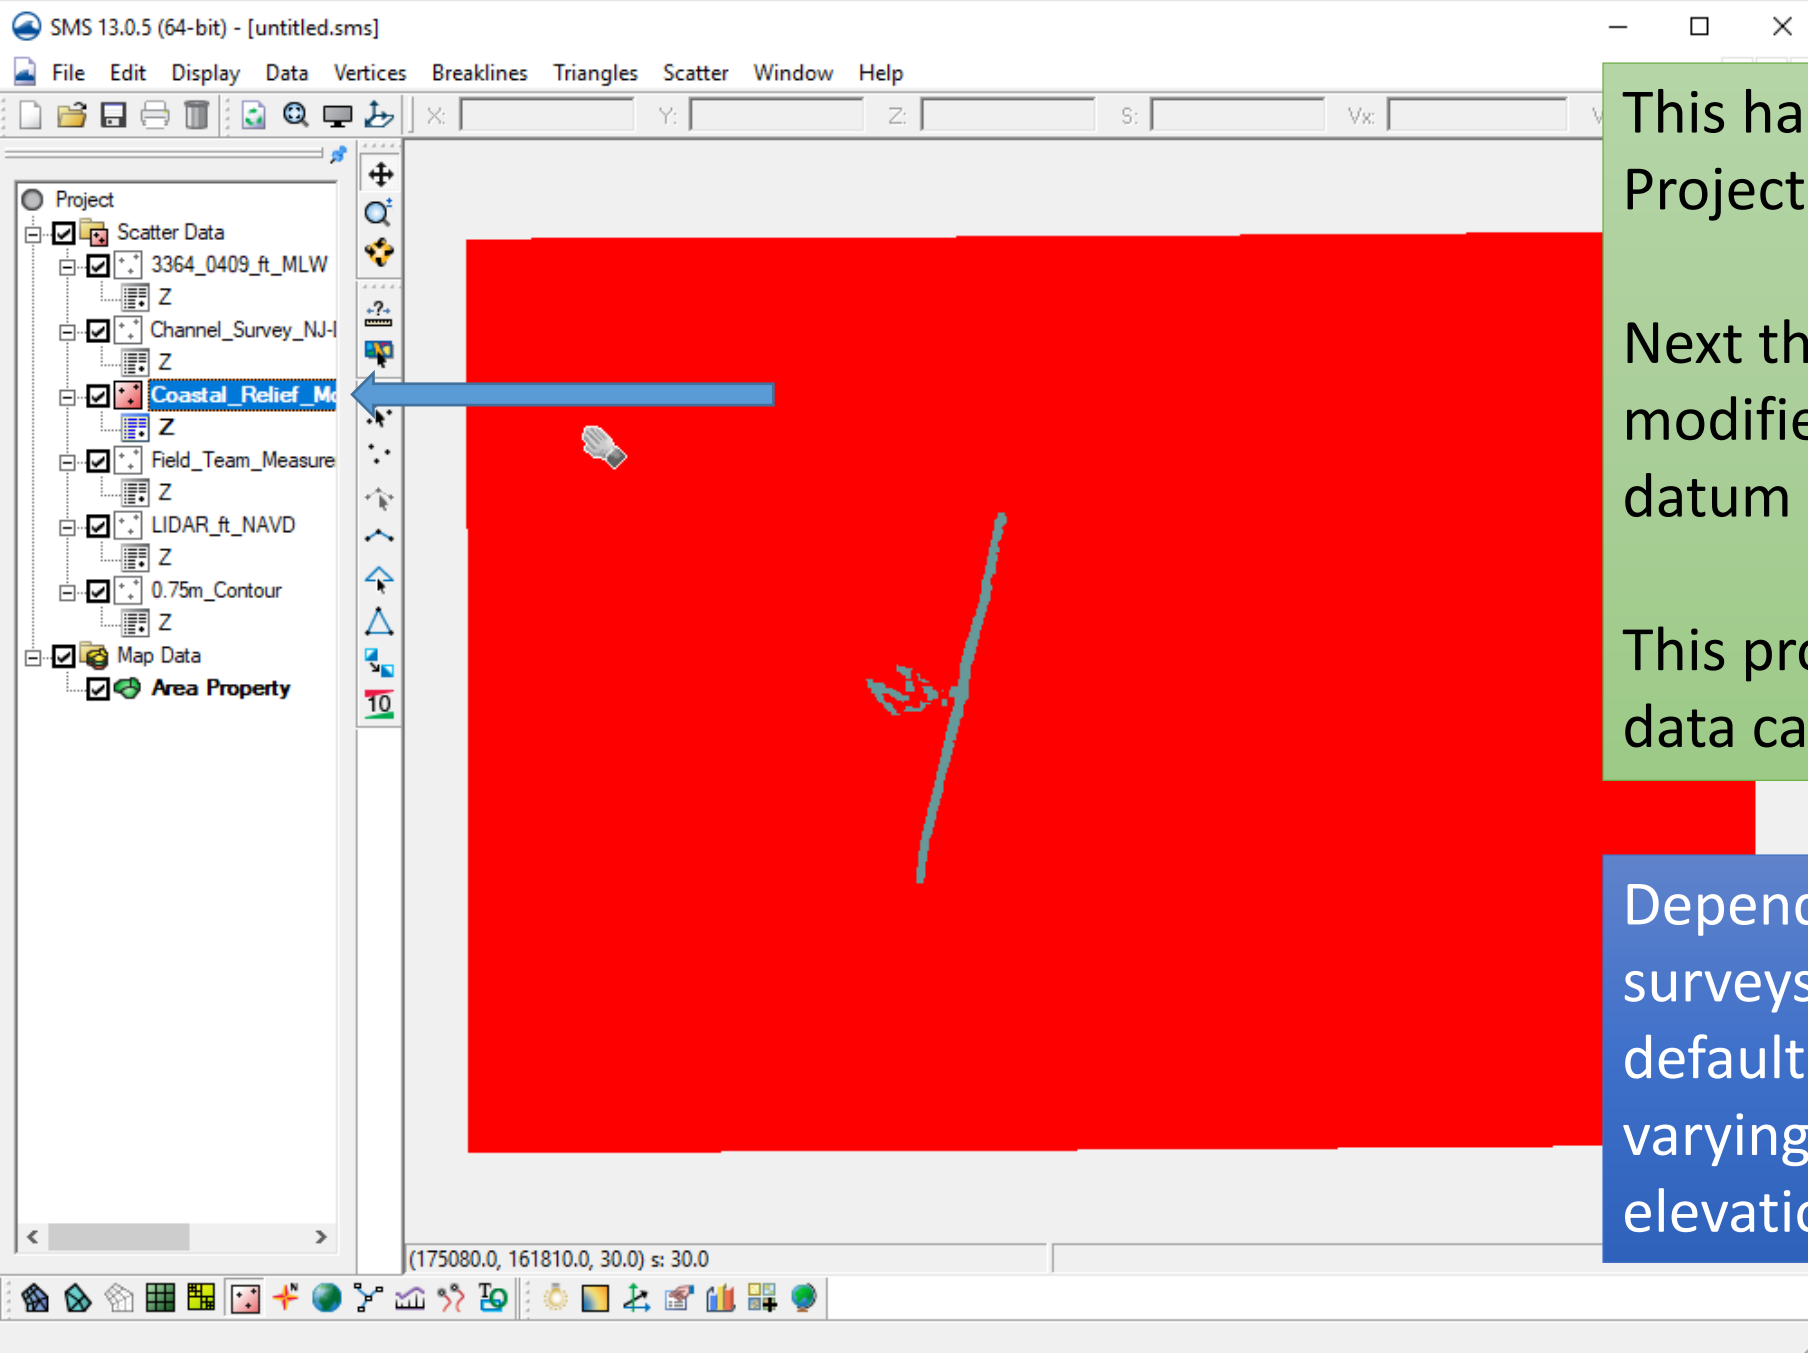 SMS 13.0.5 (64-bit) - [untitled.sms]
File Edit Display Data Vertices Breaklines Triangles Scatter Window Help
X: Y: Z: S: Vx: V
Project
Scatter Data
3364_0409_ft_MLW
Z
Channel_Survey_NJ-
Z
Coastal_Relief_Mo
Z
Field_Team_Measure
Z
LIDAR_ft_NAVD
Z
0.75m_Contour
Z
Map Data
Area Property
10
(175080.0, 161810.0, 30.0) s: 30.0
This ha
Project
Next th
modifie
datum
This pro
data ca
Depend
surveys
default
varying
elevatio